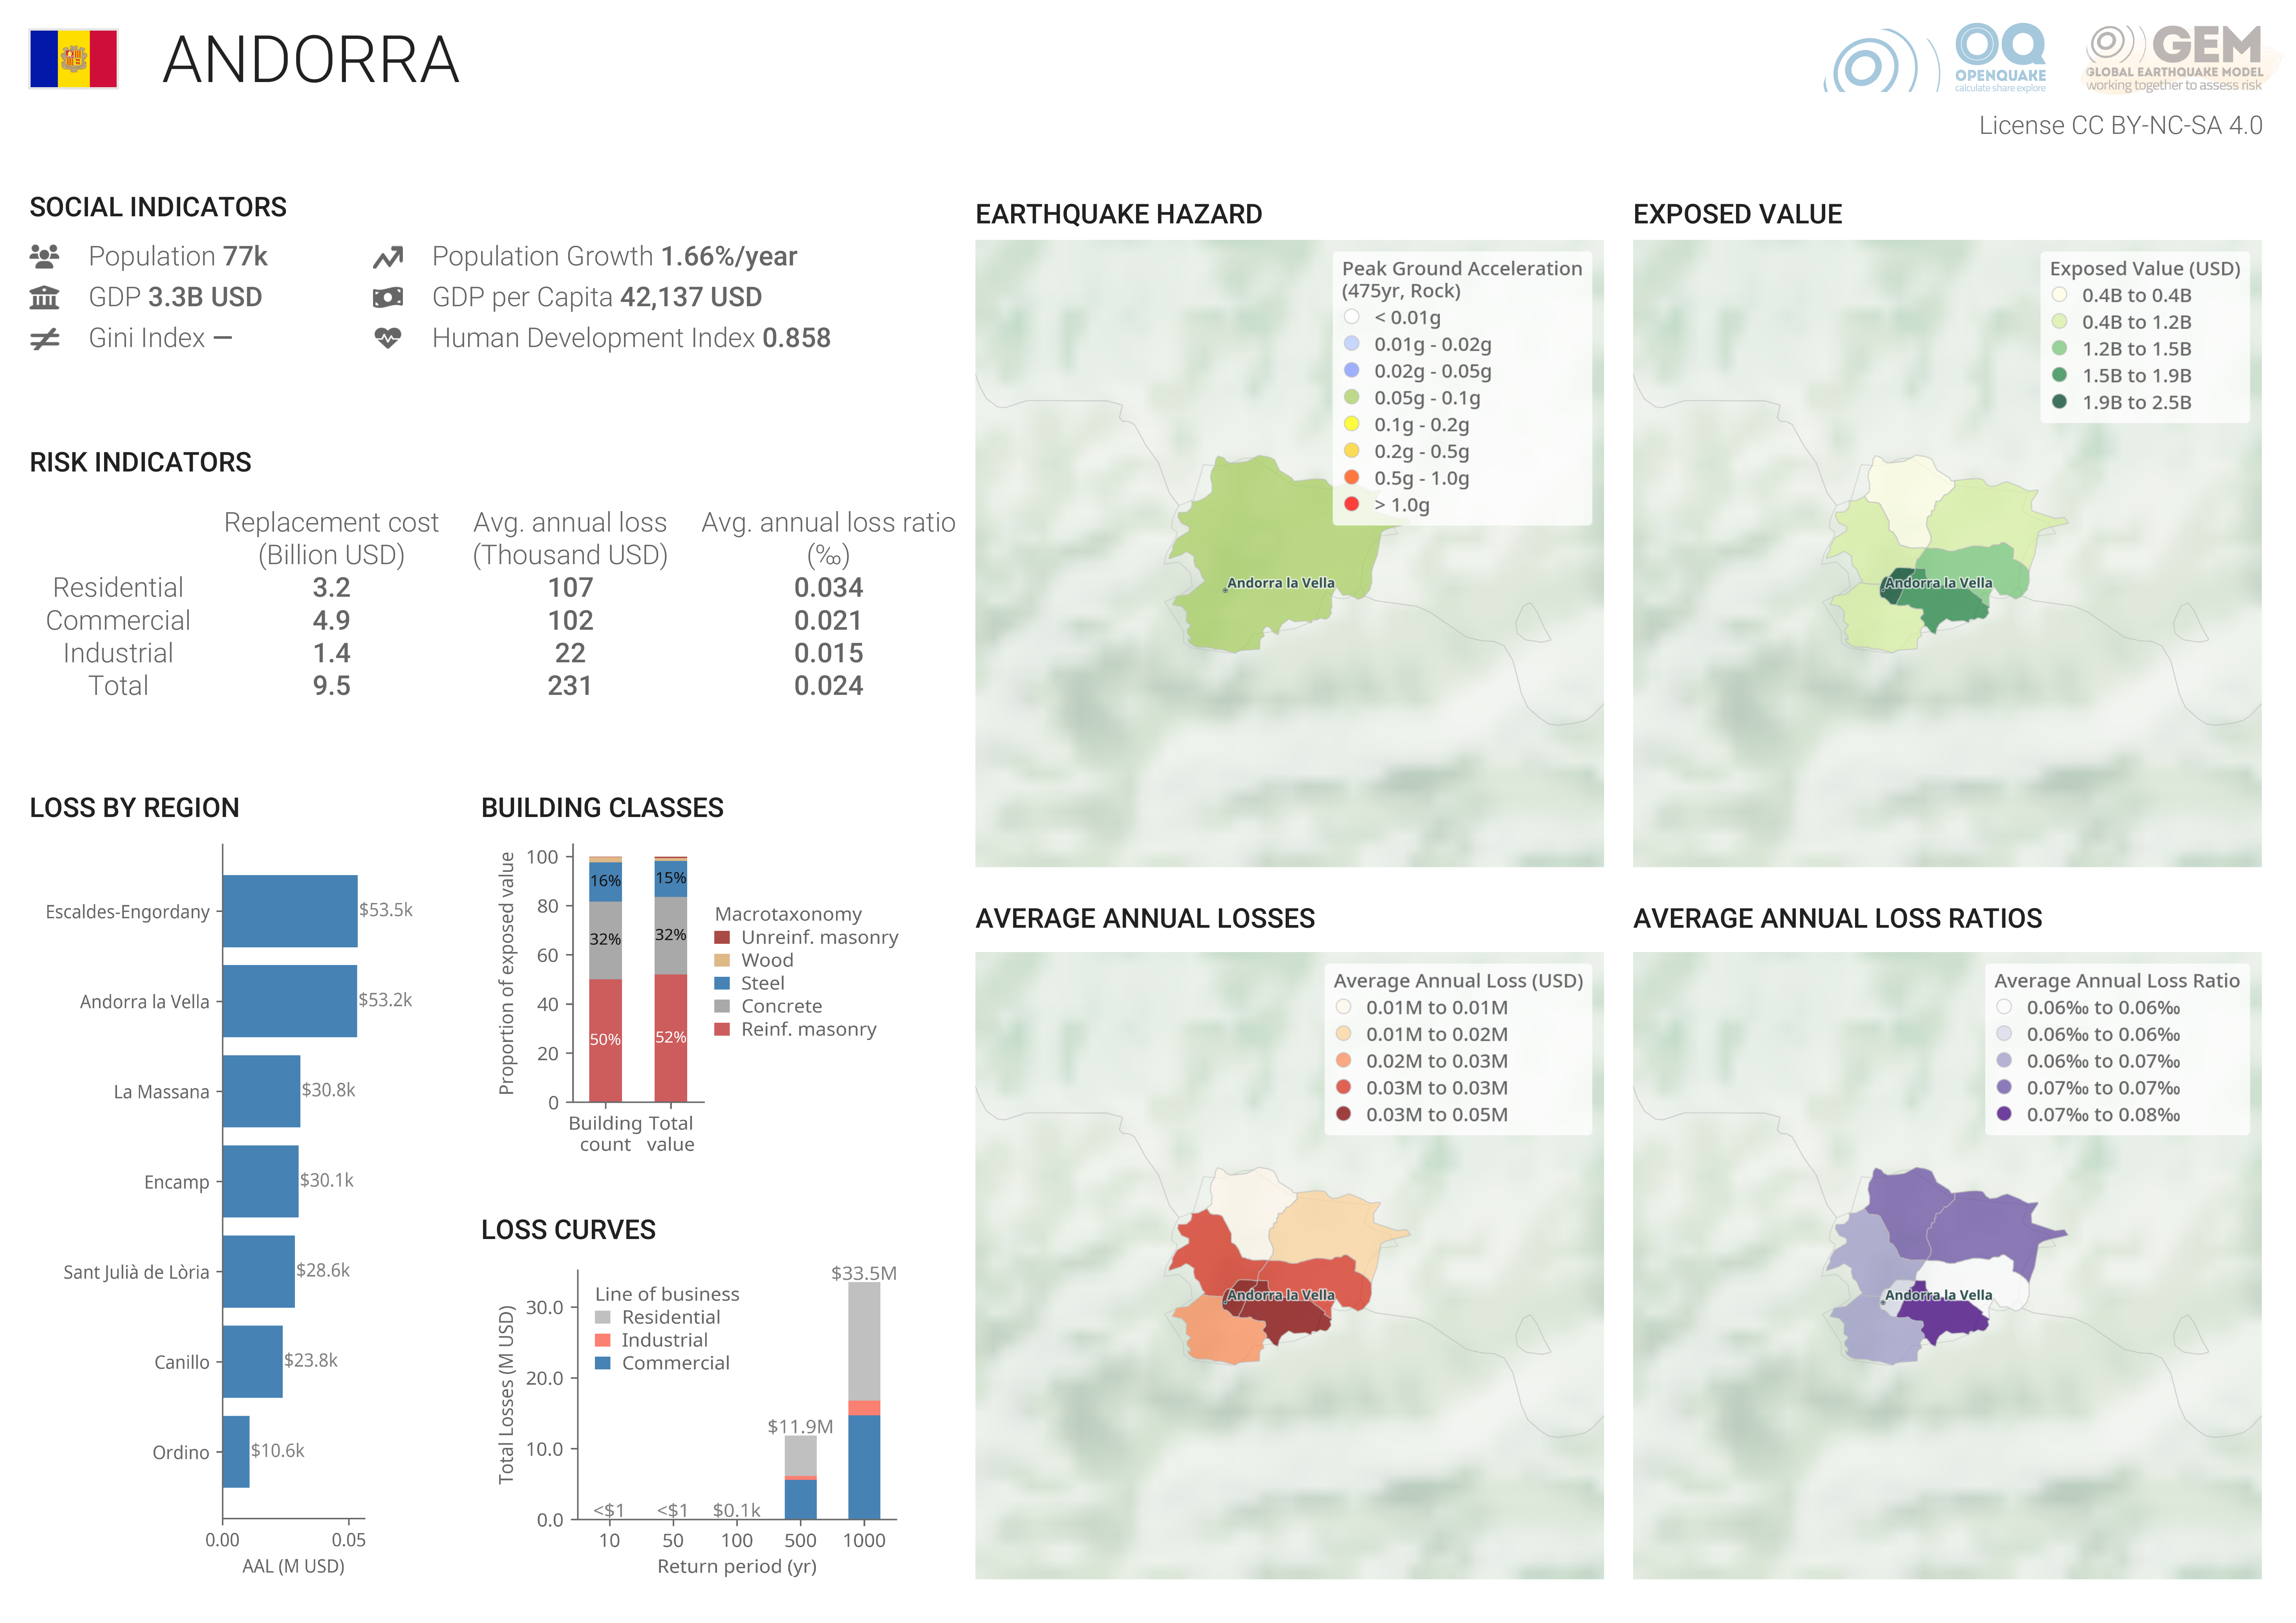 ANDORRA
OQ
OPENQUAKE
calculate share explore
GEM
GLOBAL EARTHQUAKE MODEL
working together to assess risk
License CC BY-NC-SA 4.0
SOCIAL INDICATORS
Population 77k
Population Growth 1.66%/year
GDP 3.3B USD
GDP per Capita 42,137 USD
Gini Index —
Human Development Index 0.858
RISK INDICATORS
Replacement cost Avg. annual loss Avg. annual loss ratio
(Billion USD) (Thousand USD) (‰)
Residential 3.2 107 0.034
Commercial 4.9 102 0.021
Industrial 1.4 22 0.015
Total 9.5 231 0.024
LOSS BY REGION
Escaldes-Engordany $53.5k
Andorra la Vella $53.2k
La Massana $30.8k
Encamp $30.1k
Sant Julià de Lòria $28.6k
Canillo $23.8k
Ordino $10.6k
0.00 0.05
AAL (M USD)
BUILDING CLASSES
Proportion of exposed value
100
80
60
40
20
0
16% 15%
32% 32%
50% 52%
Building Total
count value
Macrotaxonomy
Unreinf. masonry
Wood
Steel
Concrete
Reinf. masonry
LOSS CURVES
Total Losses (M USD)
30.0
20.0
10.0
0.0
Line of business
Residential
Industrial
Commercial
<$1 <$1 $0.1k $11.9M $33.5M
10 50 100 500 1000
Return period (yr)
EARTHQUAKE HAZARD
Peak Ground Acceleration
(475yr, Rock)
< 0.01g
0.01g - 0.02g
0.02g - 0.05g
0.05g - 0.1g
0.1g - 0.2g
0.2g - 0.5g
0.5g - 1.0g
> 1.0g
Andorra la Vella
EXPOSED VALUE
Exposed Value (USD)
0.4B to 0.4B
0.4B to 1.2B
1.2B to 1.5B
1.5B to 1.9B
1.9B to 2.5B
Andorra la Vella
AVERAGE ANNUAL LOSSES
Average Annual Loss (USD)
0.01M to 0.01M
0.01M to 0.02M
0.02M to 0.03M
0.03M to 0.03M
0.03M to 0.05M
Andorra la Vella
AVERAGE ANNUAL LOSS RATIOS
Average Annual Loss Ratio
0.06‰ to 0.06‰
0.06‰ to 0.06‰
0.06‰ to 0.07‰
0.07‰ to 0.07‰
0.07‰ to 0.08‰
Andorra la Vella